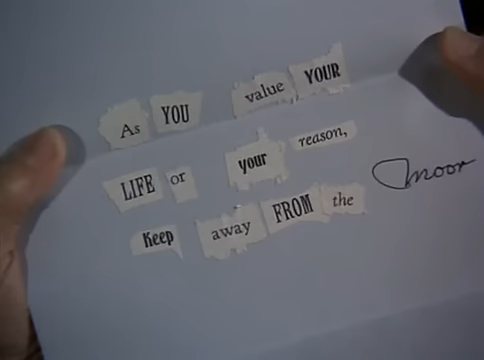 As YOU value YOUR
LIFE or your reason,
Keep away FROM the moor